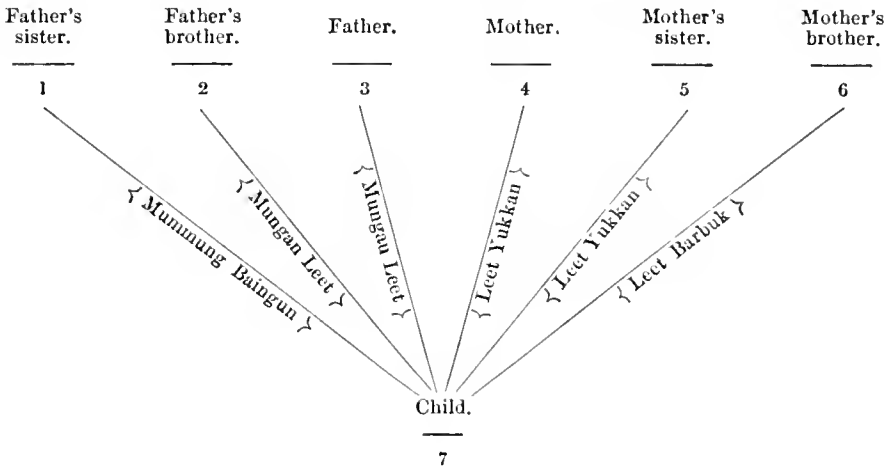 Father's sister.
Father's brother.
Father.
Mother.
Mother's sister.
Mother's brother.
1
2
3
4
5
6
{ Mummung Baingun }
{ Mungan Leet }
{ Mungau Leet }
{ Leet Yukkan }
{ Leet Yukkan }
{ Leet Barbuk }
Child.
7